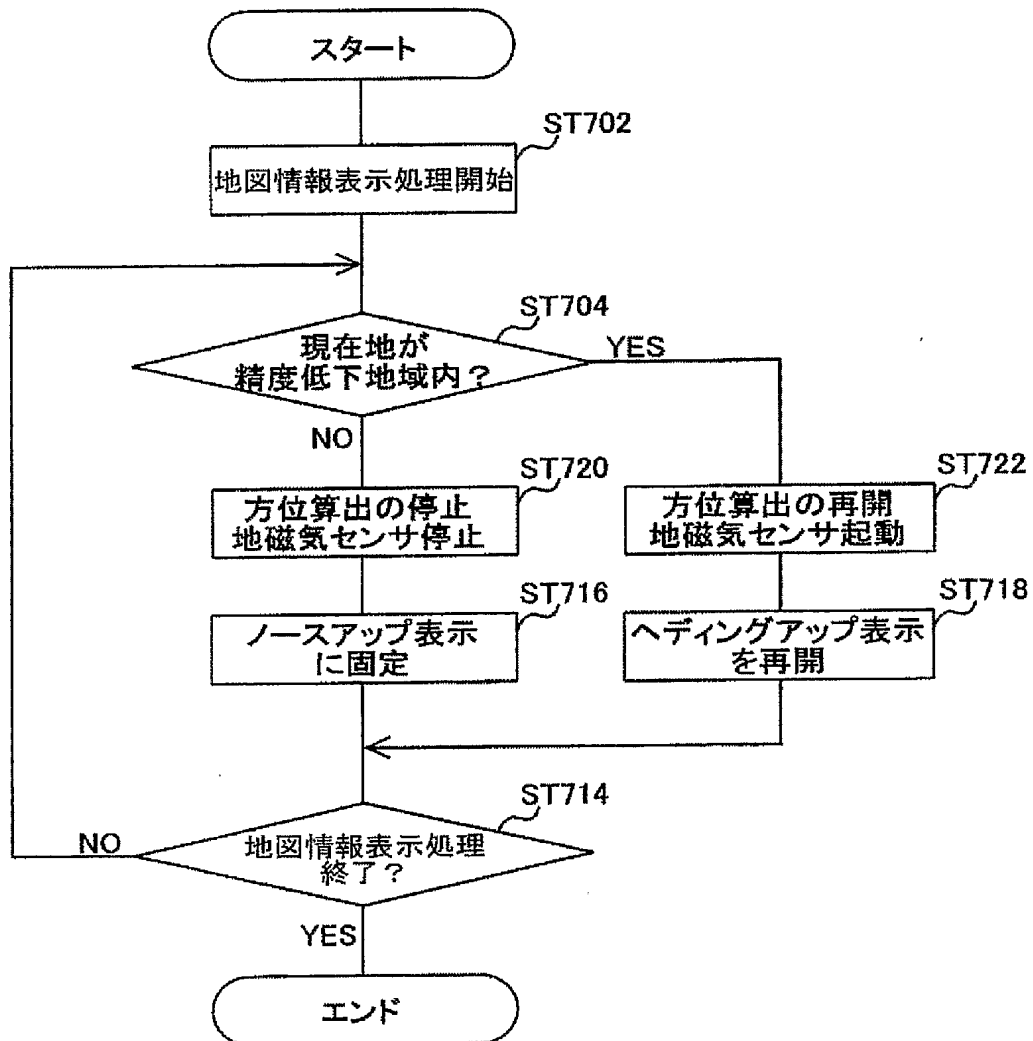 スタート
ST702
地図情報表示処理開始
ST704
現在地が
精度低下地域内?
YES
NO
ST720
方位算出の停止
地磁気センサ停止
ST722
方位算出の再開
地磁気センサ起動
ST716
ノースアップ表示
に固定
ST718
ヘディングアップ表示
を再開
ST714
地図情報表示処理
終了?
NO
YES
エンド